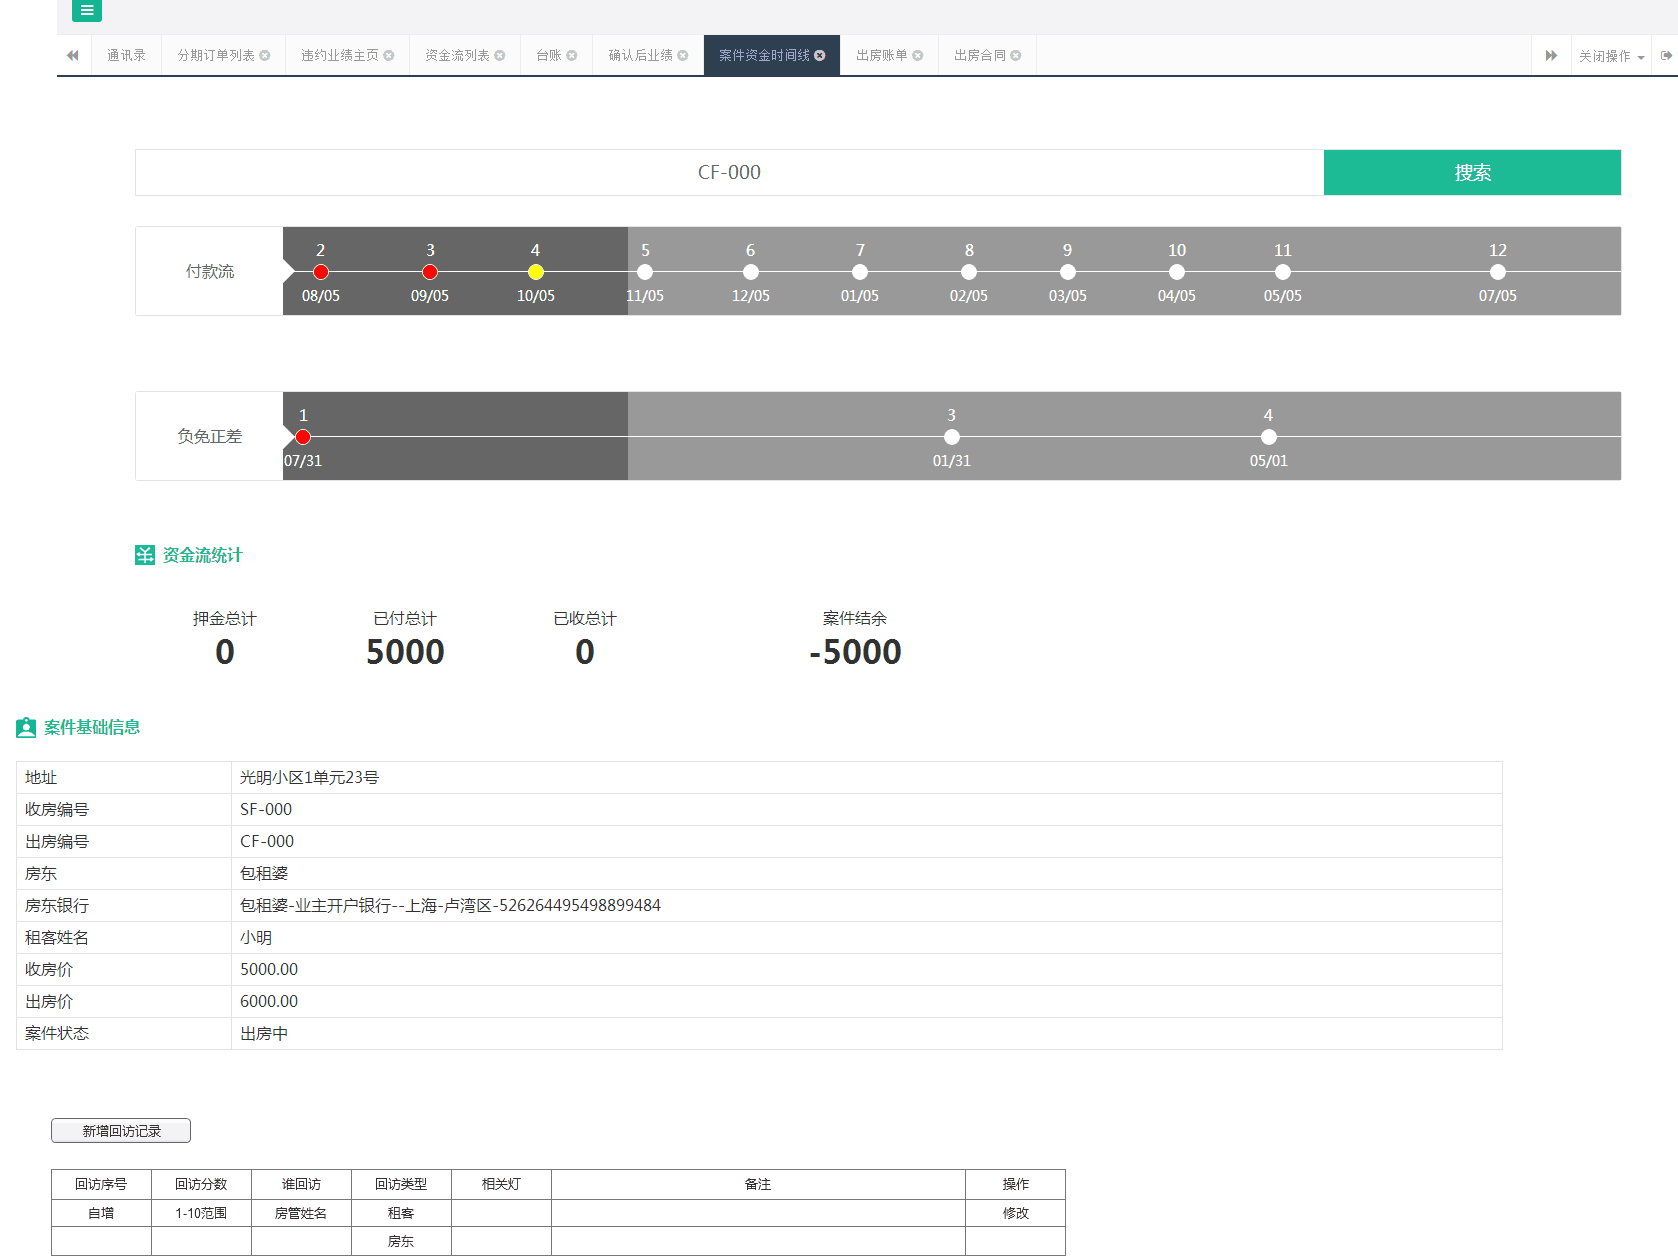 通讯录 分期订单列表 违约业绩主页 资金流列表 台账 确认后业绩 案件资金时间线 出房账单 出房合同 关闭操作
CF-000 搜索
2 3 4 5 6 7 8 9 10 11 12
付款流
08/05 09/05 10/05 11/05 12/05 01/05 02/05 03/05 04/05 05/05 07/05
1 3 4
负免正差
07/31 01/31 05/01
资金流统计
押金总计 已付总计 已收总计 案件结余
0 5000 0 -5000
案件基础信息
地址 光明小区1单元23号
收房编号 SF-000
出房编号 CF-000
房东 包租婆
房东银行 包租婆-业主开户银行--上海-卢湾区-526264495498899484
租客姓名 小明
收房价 5000.00
出房价 6000.00
案件状态 出房中
新增回访记录
回访序号 回访分数 谁回访 回访类型 相关灯 备注 操作
自增 1-10范围 房管姓名 租客 修改
房东